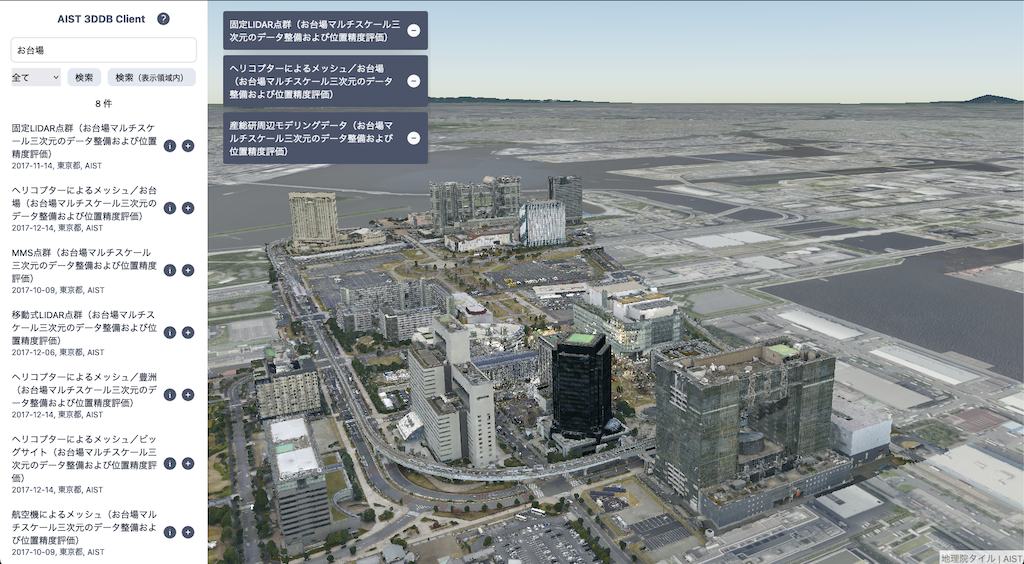 AIST 3DDB Client
?
お台場
全て
検索
検索（表示領域内）
8 件
固定LIDAR点群（お台場マルチスケ
ール三次元のデータ整備および位置
精度評価）
2017-11-14, 東京都, AIST
ヘリコプターによるメッシュ／お台
場（お台場マルチスケール三次元の
データ整備および位置精度評価）
2017-12-14, 東京都, AIST
MMS点群（お台場マルチスケール
三次元のデータ整備および位置精度
評価）
2017-10-09, 東京都, AIST
移動式LIDAR点群（お台場マルチス
ケール三次元のデータ整備および位
置精度評価）
2017-12-06, 東京都, AIST
ヘリコプターによるメッシュ／豊洲
（お台場マルチスケール三次元のデ
ータ整備および位置精度評価）
2017-12-14, 東京都, AIST
ヘリコプターによるメッシュ／ビッ
グサイト（お台場マルチスケール三
次元のデータ整備および位置精度評
価）
2017-12-14, 東京都, AIST
航空機によるメッシュ（お台場マル
チスケール三次元のデータ整備およ
び位置精度評価）
2017-10-09, 東京都, AIST
固定LIDAR点群（お台場マルチスケール三
次元のデータ整備および位置精度評価）
ヘリコプターによるメッシュ／お台場
（お台場マルチスケール三次元のデータ
整備および位置精度評価）
産総研周辺モデリングデータ（お台場マ
ルチスケール三次元のデータ整備および
位置精度評価）
地理院タイル | AIST